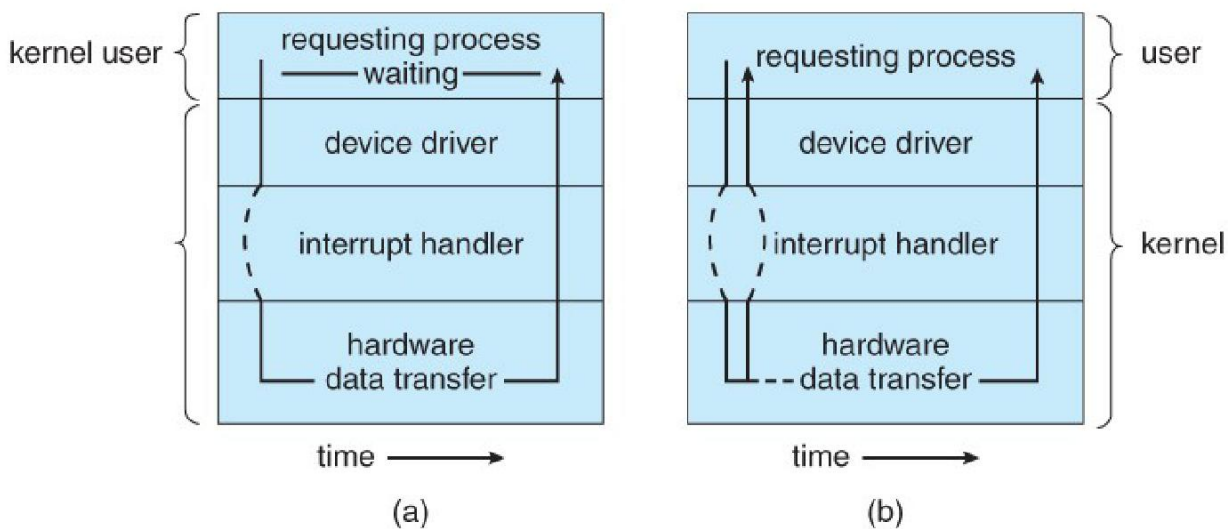 kernel user
requesting process
waiting
device driver
interrupt handler
hardware
data transfer
time
(a)
requesting process
user
device driver
interrupt handler
kernel
hardware
data transfer
time
(b)